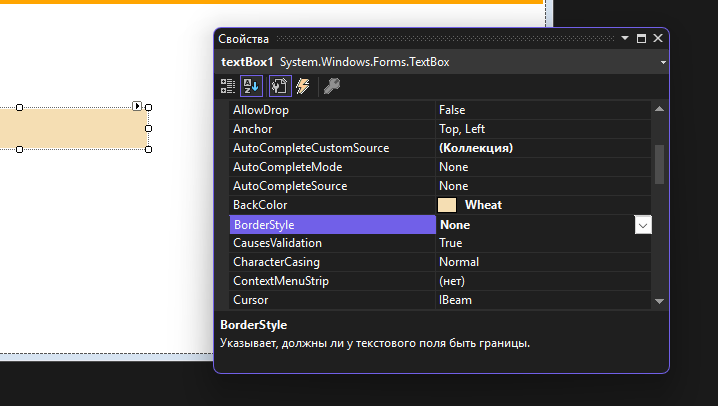 Свойства
textBox1 System.Windows.Forms.TextBox
AllowDrop False
Anchor Top, Left
AutoCompleteCustomSource (Коллекция)
AutoCompleteMode None
AutoCompleteSource None
BackColor Wheat
BorderStyle None
CausesValidation True
CharacterCasing Normal
ContextMenuStrip (нет)
Cursor IBeam
BorderStyle
Указывает, должны ли у текстового поля быть границы.